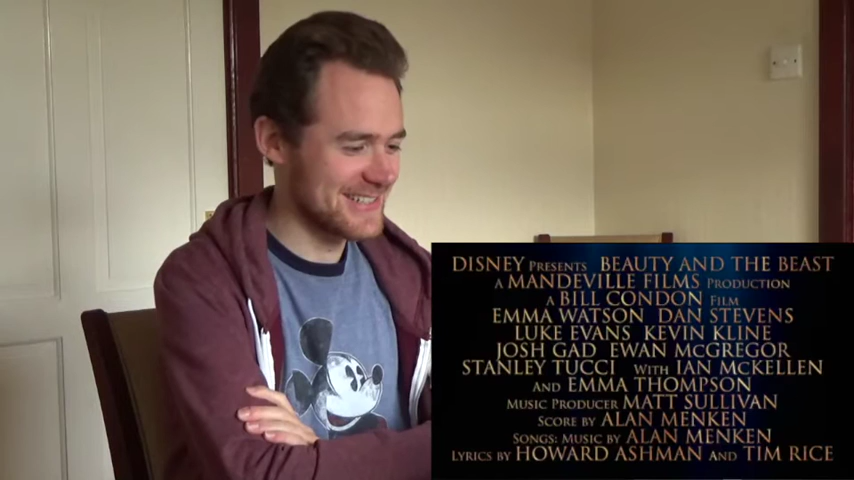 DISNEY PRESENTS BEAUTY AND THE BEAST
A MANDEVILLE FILMS PRODUCTION
A BILL CONDON FILM
EMMA WATSON DAN STEVENS
LUKE EVANS KEVIN KLINE
JOSH GAD EWAN MCGREGOR
STANLEY TUCCI WITH IAN MCKELLEN
AND EMMA THOMPSON
MUSIC PRODUCER MATT SULLIVAN
SCORE BY ALAN MENKEN
SONGS: MUSIC BY ALAN MENKEN
LYRICS BY HOWARD ASHMAN AND TIM RICE